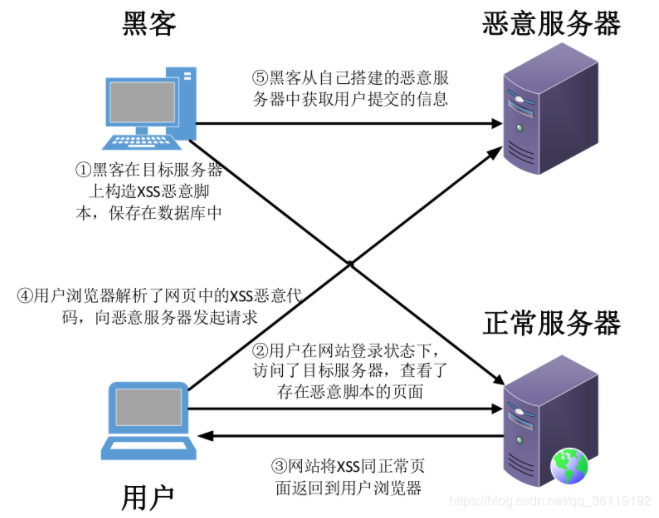 黑客
恶意服务器
⑤黑客从自己搭建的恶意服
务器中获取用户提交的信息
①黑客在目标服务器
上构造XSS恶意脚
本，保存在数据库中
④用户浏览器解析了网页中的XSS恶意代
码，向恶意服务器发起请求
正常服务器
②用户在网站登录状态下，
访问了目标服务器，查看了
存在恶意脚本的页面
③网站将XSS同正常页
面返回到用户浏览器
用户
https://blog.csdn.net/qq_36119192